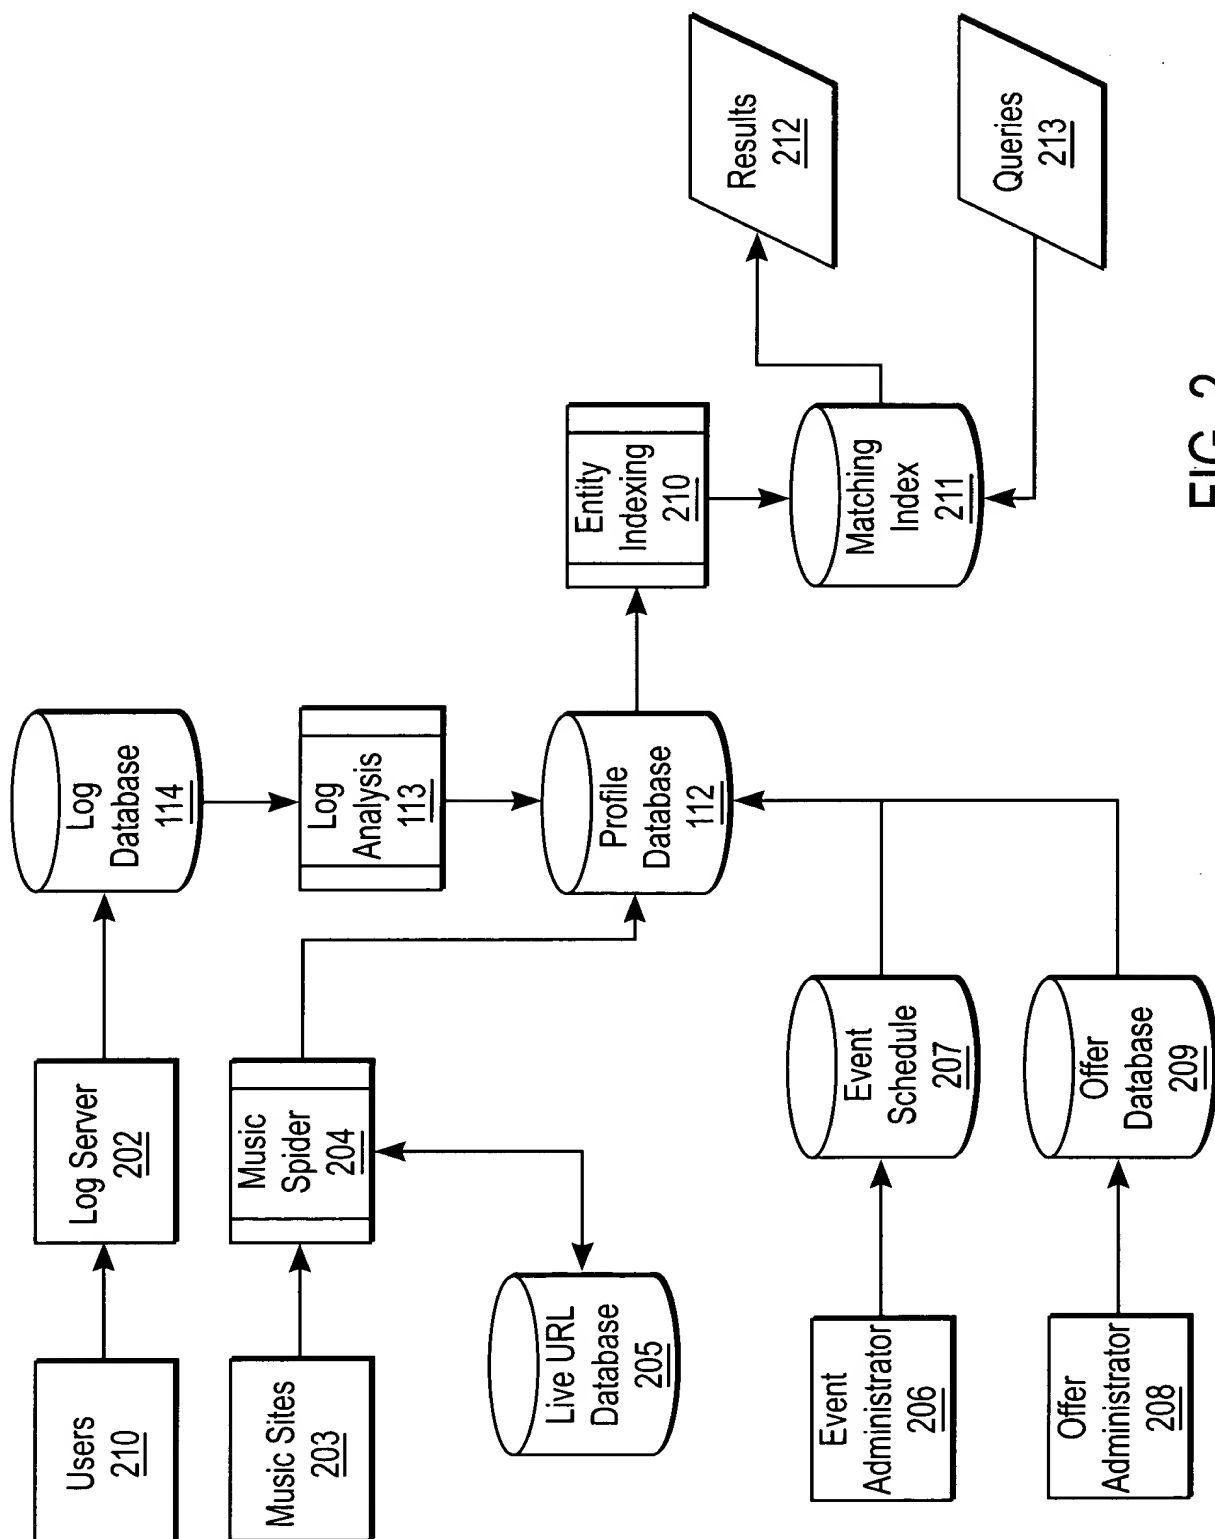 Users
210
Log Server
202
Log
Database
114
Music Sites
203
Music
Spider
204
Log
Analysis
113
Live URL
Database
205
Profile
Database
112
Entity
Indexing
210
Results
212
Event
Administrator
206
Event
Schedule
207
Matching
Index
211
Queries
213
Offer
Administrator
208
Offer
Database
209
FIG. 2